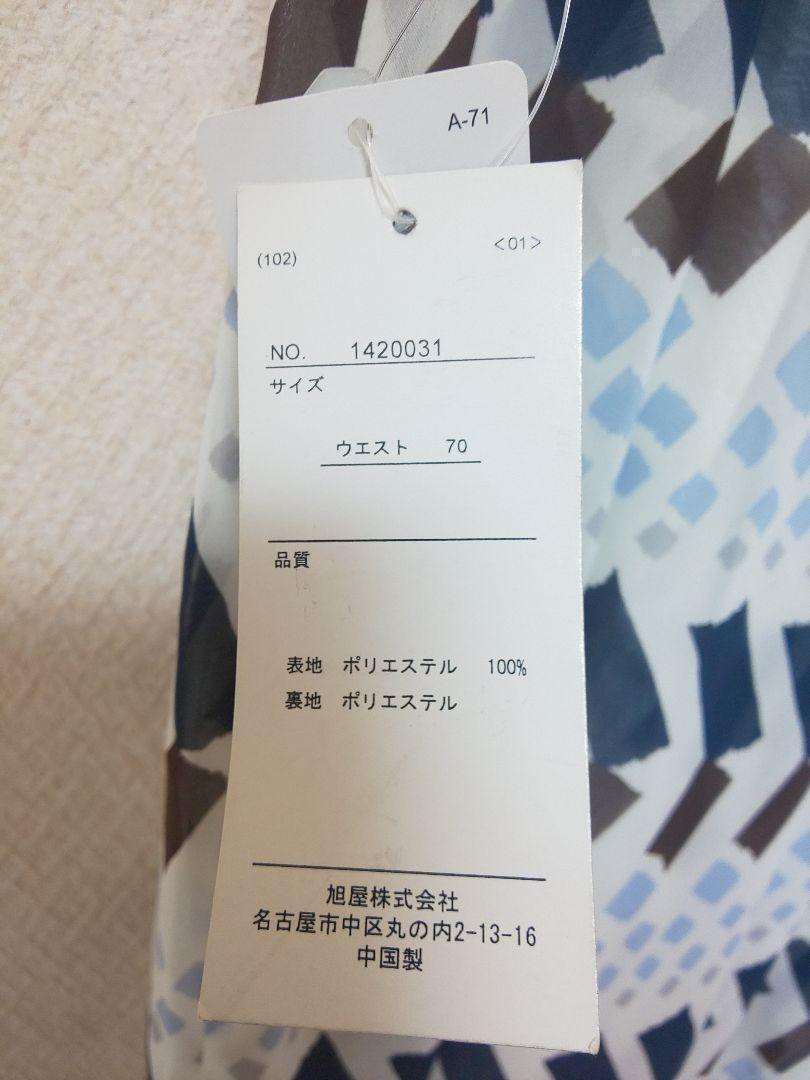 A-71
(102) <01>
NO. 1420031
サイズ
ウエスト 70
品質
表地 ポリエステル 100%
裏地 ポリエステル
旭屋株式会社
名古屋市中区丸の内2-13-16
中国製